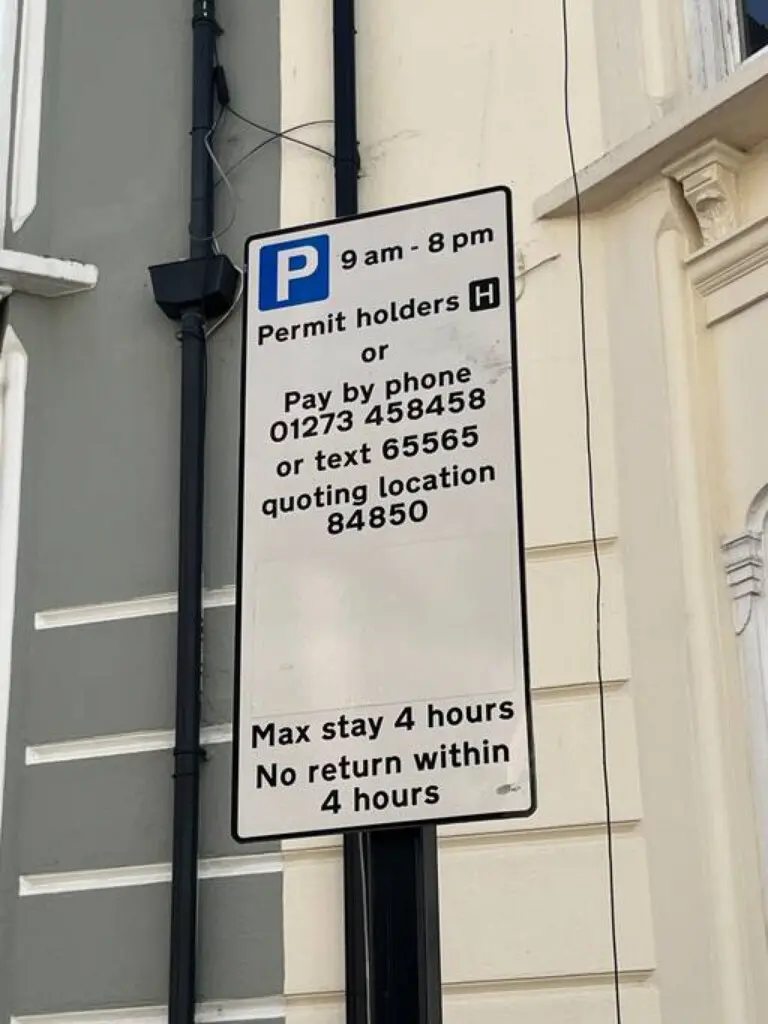 P 9 am - 8 pm
Permit holders H
or
Pay by phone
01273 458458
or text 65565
quoting location
84850
Max stay 4 hours
No return within
4 hours